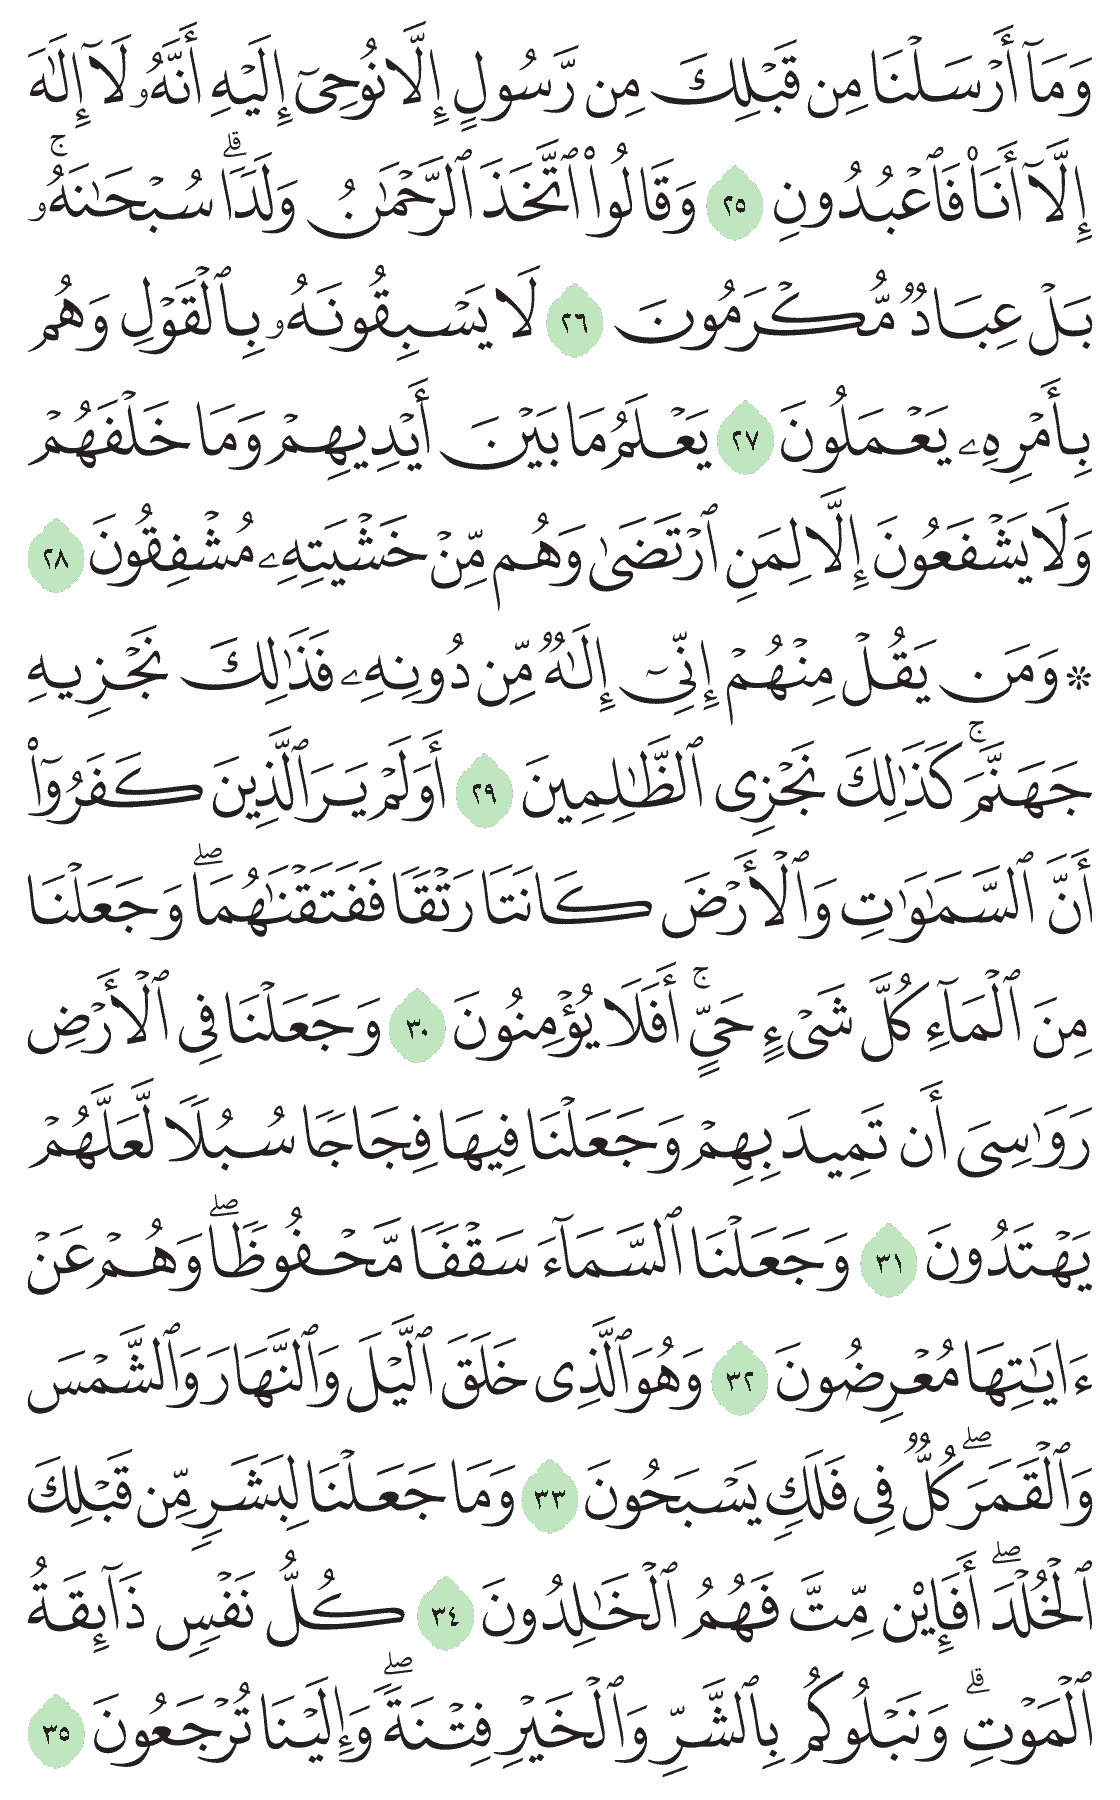 وَمَآ أَرْسَلْنَا مِن قَبْلِكَ مِن رَّسُولٍ إِلَّا نُوحِىٓ إِلَيْهِ أَنَّهُۥ لَآ إِلَٰهَ
إِلَّآ أَنَا۠ فَٱعْبُدُونِ ٢٥ وَقَالُوا۟ ٱتَّخَذَ ٱلرَّحْمَٰنُ وَلَدًا ۗ سُبْحَٰنَهُۥ ۚ
بَلْ عِبَادٌ مُّكْرَمُونَ ٢٦ لَا يَسْبِقُونَهُۥ بِٱلْقَوْلِ وَهُم
بِأَمْرِهِۦ يَعْمَلُونَ ٢٧ يَعْلَمُ مَا بَيْنَ أَيْدِيهِمْ وَمَا خَلْفَهُمْ
وَلَا يَشْفَعُونَ إِلَّا لِمَنِ ٱرْتَضَىٰ وَهُم مِّنْ خَشْيَتِهِۦ مُشْفِقُونَ ٢٨
۞ وَمَن يَقُلْ مِنْهُمْ إِنِّىٓ إِلَٰهٌ مِّن دُونِهِۦ فَذَٰلِكَ نَجْزِيهِ
جَهَنَّمَ ۚ كَذَٰلِكَ نَجْزِى ٱلظَّٰلِمِينَ ٢٩ أَوَلَمْ يَرَ ٱلَّذِينَ كَفَرُوٓا۟
أَنَّ ٱلسَّمَٰوَٰتِ وَٱلْأَرْضَ كَانَتَا رَتْقًا فَفَتَقْنَٰهُمَا ۖ وَجَعَلْنَا
مِنَ ٱلْمَآءِ كُلَّ شَىْءٍ حَىٍّ ۚ أَفَلَا يُؤْمِنُونَ ٣٠ وَجَعَلْنَا فِى ٱلْأَرْضِ
رَوَٰسِىَ أَن تَمِيدَ بِهِمْ وَجَعَلْنَا فِيهَا فِجَاجًا سُبُلًا لَّعَلَّهُمْ
يَهْتَدُونَ ٣١ وَجَعَلْنَا ٱلسَّمَآءَ سَقْفًا مَّحْفُوظًا ۖ وَهُمْ عَنْ
ءَايَٰتِهَا مُعْرِضُونَ ٣٢ وَهُوَ ٱلَّذِى خَلَقَ ٱلَّيْلَ وَٱلنَّهَارَ وَٱلشَّمْسَ
وَٱلْقَمَرَ ۖ كُلٌّ فِى فَلَكٍ يَسْبَحُونَ ٣٣ وَمَا جَعَلْنَا لِبَشَرٍ مِّن قَبْلِكَ
ٱلْخُلْدَ ۖ أَفَإِي۟ن مِّتَّ فَهُمُ ٱلْخَٰلِدُونَ ٣٤ كُلُّ نَفْسٍ ذَآئِقَةُ
ٱلْمَوْتِ ۗ وَنَبْلُوكُم بِٱلشَّرِّ وَٱلْخَيْرِ فِتْنَةً ۖ وَإِلَيْنَا تُرْجَعُونَ ٣٥